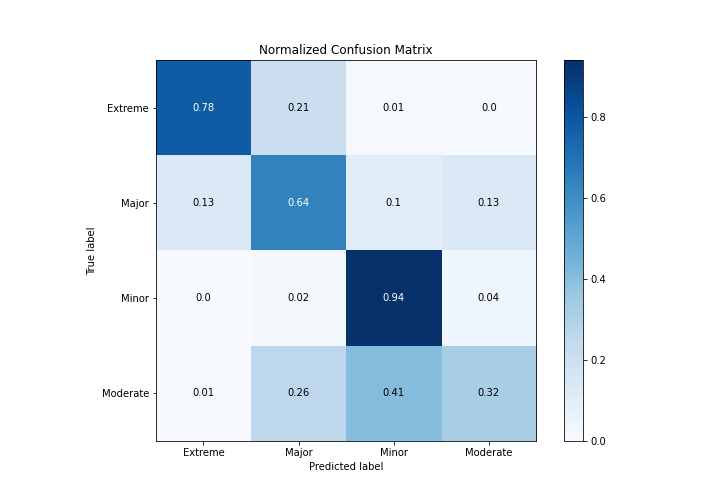 Normalized Confusion Matrix
Extreme 0.78 0.21 0.01 0.0
Major 0.13 0.64 0.1 0.13
Minor 0.0 0.02 0.94 0.04
Moderate 0.01 0.26 0.41 0.32
Extreme Major Minor Moderate
Predicted label
True label
0.8
0.6
0.4
0.2
0.0